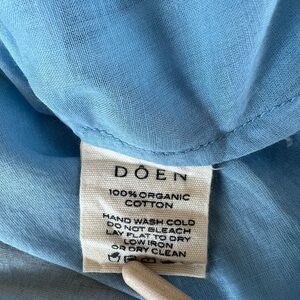 DÔEN
100% ORGANIC
COTTON
HAND WASH COLD
DO NOT BLEACH
LAY FLAT TO DRY
LOW IRON
OR DRY CLEAN